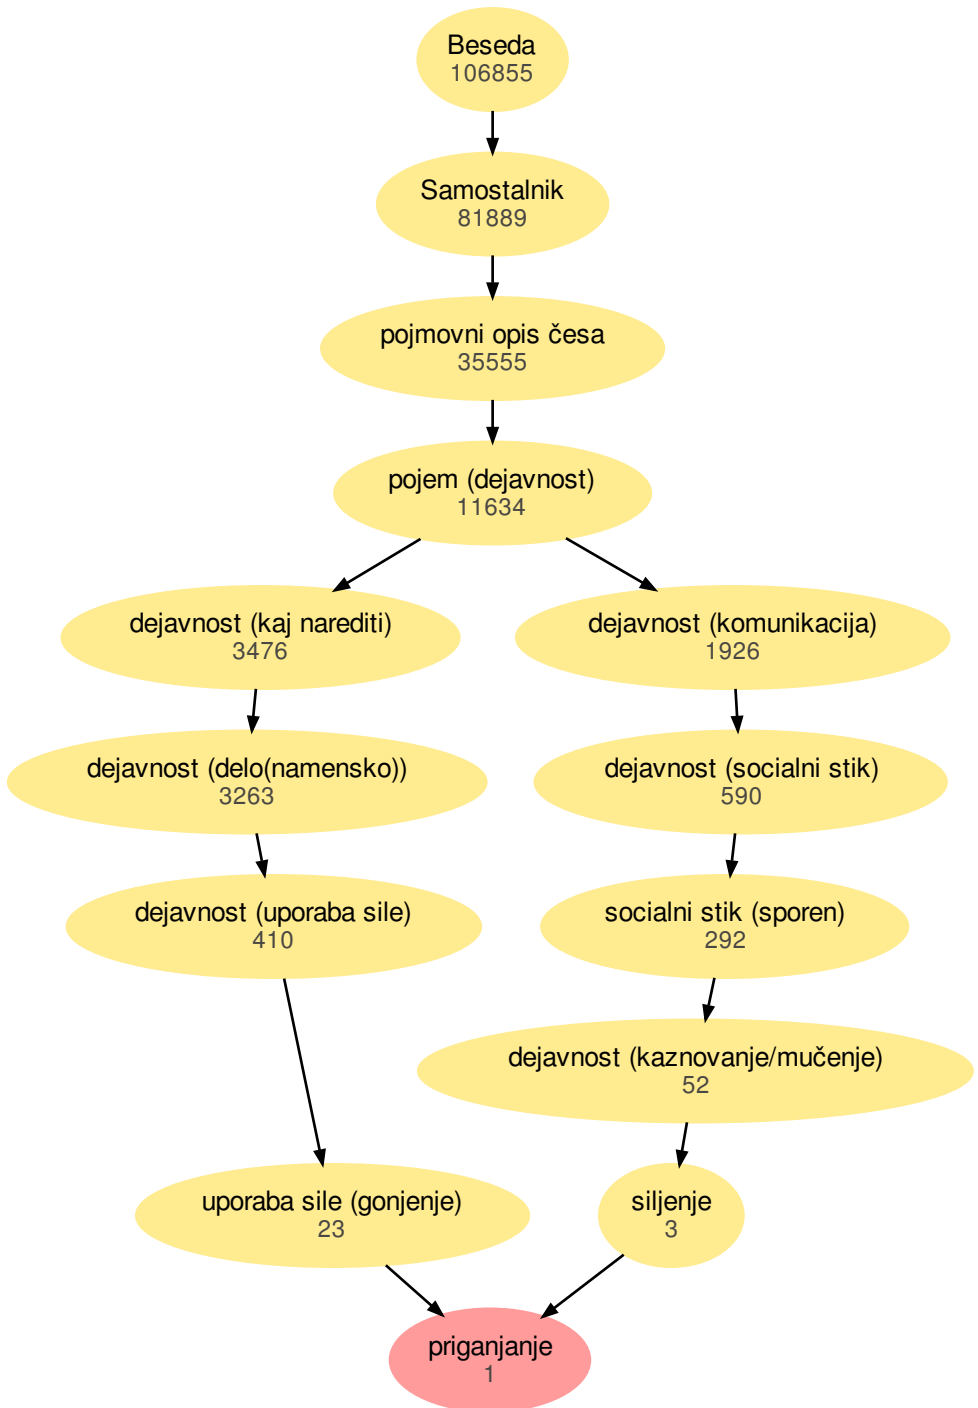 Beseda
106855
Samostalnik
81889
pojmovni opis česa
35555
pojem (dejavnost)
11634
dejavnost (kaj narediti)
3476
dejavnost (komunikacija)
1926
dejavnost (delo(namensko))
3263
dejavnost (socialni stik)
590
dejavnost (uporaba sile)
410
socialni stik (sporen)
292
dejavnost (kaznovanje/mučenje)
52
uporaba sile (gonjenje)
23
siljenje
3
priganjanje
1